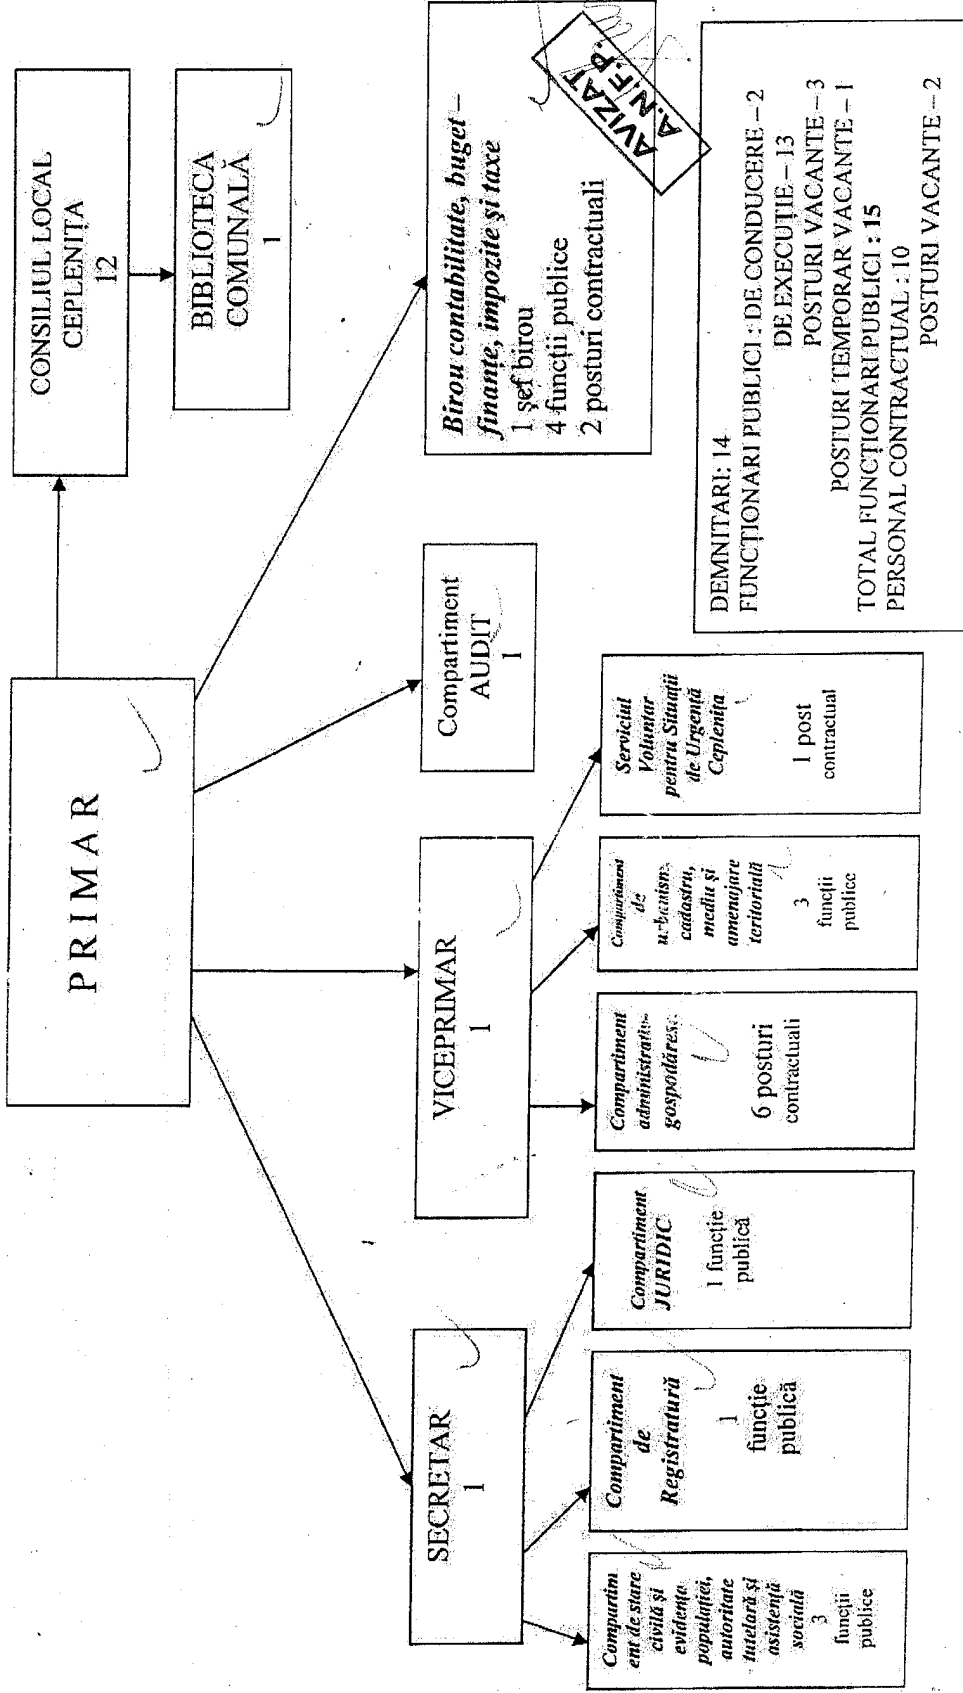 PRIMAR
CONSILIUL LOCAL
CEPLENIȚA
12
BIBLIOTECA
COMUNALĂ
1
SECRETAR
1
VICEPRIMAR
1
Compartiment
AUDIT
1
Birou contabilitate, buget –
finanțe, impozite și taxe
1 șef birou
4 funcții publice
2 posturi contractuali
AVIZAT
A.N.F.P.
Compartim
ent de stare
civilă și
evidența
populației,
autoritate
tutelară și
asistență
socială
3
funcții
publice
Compartiment
de
Registratură
1
funcție
publică
Compartiment
JURIDIC
1 funcție
publică
Compartiment
administrativ-
gospodăresc
6 posturi
contractuali
Compartiment
de
urbanism,
cadastru,
mediu și
amenajare
teritorială
3
funcții
publice
Serviciul
Voluntar
pentru Situații
de Urgență
Ceplenița
1 post
contractual
DEMNITARI: 14
FUNCȚIONARI PUBLICI : DE CONDUCERE – 2
DE EXECUȚIE – 13
POSTURI VACANTE – 3
POSTURI TEMPORAR VACANTE – 1
TOTAL FUNCȚIONARI PUBLICI : 15
PERSONAL CONTRACTUAL : 10
POSTURI VACANTE – 2